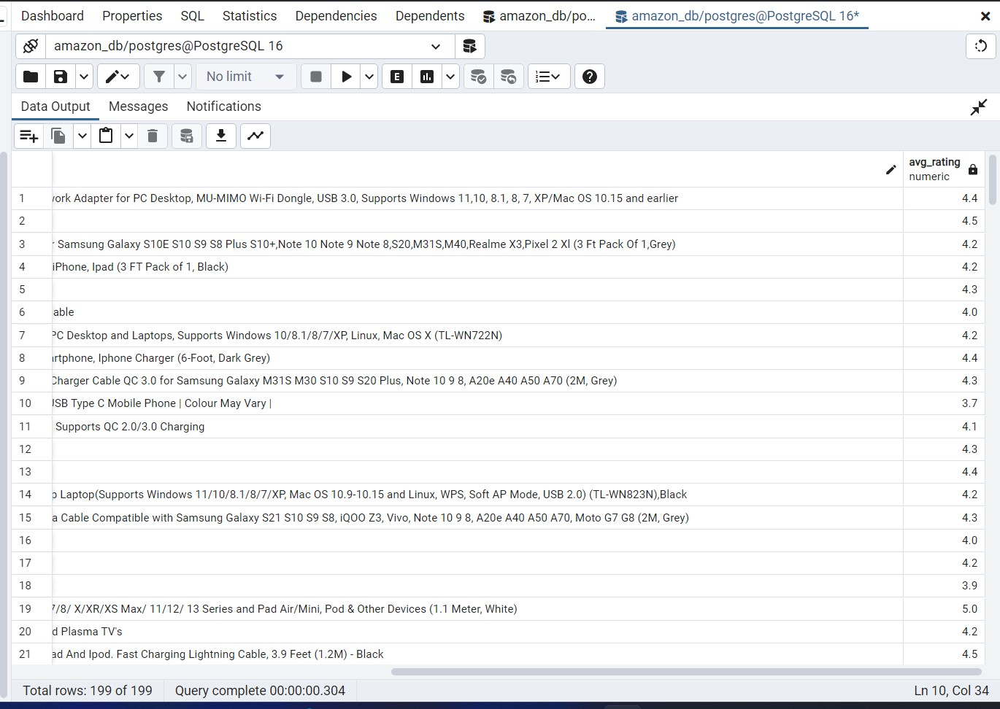 Dashboard Properties SQL Statistics Dependencies Dependents amazon_db/po... amazon_db/postgres@PostgreSQL 16*
amazon_db/postgres@PostgreSQL 16
No limit E
Data Output Messages Notifications
avg_rating
numeric
1 work Adapter for PC Desktop, MU-MIMO Wi-Fi Dongle, USB 3.0, Supports Windows 11,10, 8.1, 8, 7, XP/Mac OS 10.15 and earlier 4.4
2 4.5
3 r Samsung Galaxy S10E S10 S9 S8 Plus S10+,Note 10 Note 9 Note 8,S20,M31S,M40,Realme X3,Pixel 2 Xl (3 Ft Pack Of 1,Grey) 4.2
4 iPhone, Ipad (3 FT Pack of 1, Black) 4.2
5 4.3
6 able 4.0
7 PC Desktop and Laptops, Supports Windows 10/8.1/8/7/XP, Linux, Mac OS X (TL-WN722N) 4.2
8 artphone, Iphone Charger (6-Foot, Dark Grey) 4.4
9 Charger Cable QC 3.0 for Samsung Galaxy M31S M30 S10 S9 S20 Plus, Note 10 9 8, A20e A40 A50 A70 (2M, Grey) 4.3
10 USB Type C Mobile Phone | Colour May Vary | 3.7
11 Supports QC 2.0/3.0 Charging 4.1
12 4.3
13 4.4
14 p Laptop(Supports Windows 11/10/8.1/8/7/XP, Mac OS 10.9-10.15 and Linux, WPS, Soft AP Mode, USB 2.0) (TL-WN823N),Black 4.2
15 a Cable Compatible with Samsung Galaxy S21 S10 S9 S8, iQOO Z3, Vivo, Note 10 9 8, A20e A40 A50 A70, Moto G7 G8 (2M, Grey) 4.3
16 4.0
17 4.2
18 3.9
19 7/8/ X/XR/XS Max/ 11/12/ 13 Series and Pad Air/Mini, Pod & Other Devices (1.1 Meter, White) 5.0
20 d Plasma TV's 4.2
21 ad And Ipod. Fast Charging Lightning Cable, 3.9 Feet (1.2M) - Black 4.5
Total rows: 199 of 199 Query complete 00:00:00.304 Ln 10, Col 34